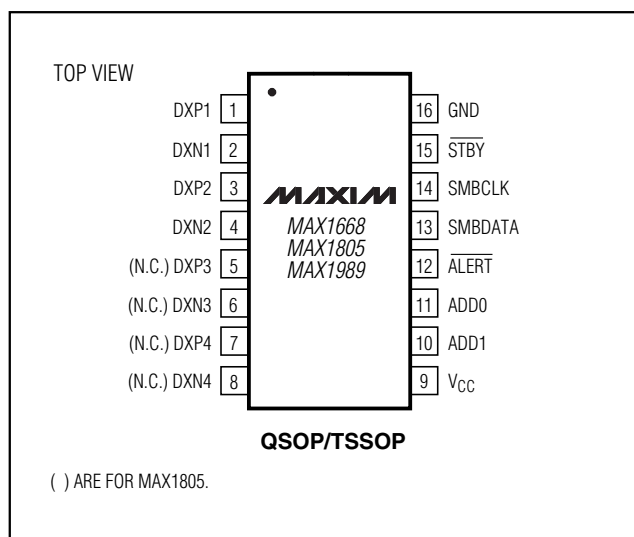 TOP VIEW
DXP1 1
DXN1 2
DXP2 3
DXN2 4
(N.C.) DXP3 5
(N.C.) DXN3 6
(N.C.) DXP4 7
(N.C.) DXN4 8
MAXIM
MAX1668
MAX1805
MAX1989
16 GND
15 STBY
14 SMBCLK
13 SMBDATA
12 ALERT
11 ADD0
10 ADD1
9 VCC
QSOP/TSSOP
( ) ARE FOR MAX1805.